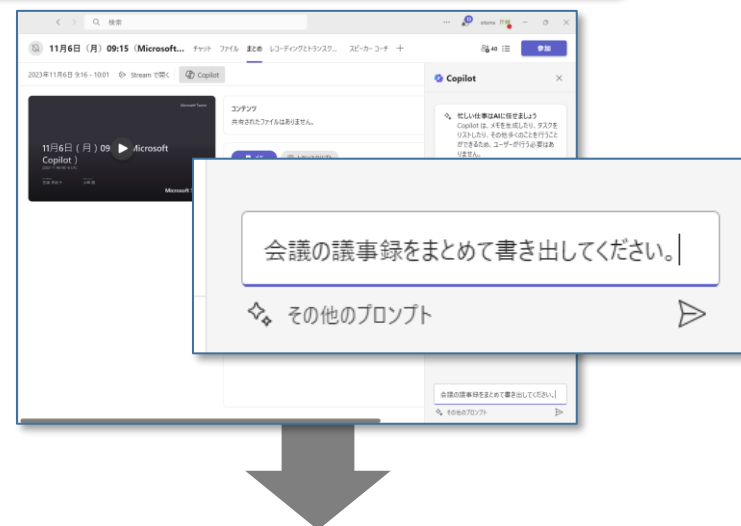 検索
11月6日（月）09:15（Microsoft... チャット ファイル まとめ レコーディングとトランスク... スピーカー コーチ
40
参加
2023年11月6日 9:16 - 10:01 Stream で開く Copilot
Copilot
コンテンツ
共有されたファイルはありません。
忙しい仕事はAIに任せましょう
Copilot は、メモを生成したり、タスクを
リストしたり、その他多くのことを行うこと
ができるため、ユーザーが行う必要はあ
りません。
11月6日（月）09
Microsoft
Copilot）
会議の議事録をまとめて書き出してください。
その他のプロンプト
会議の議事録をまとめて書き出してください。
その他のプロンプト